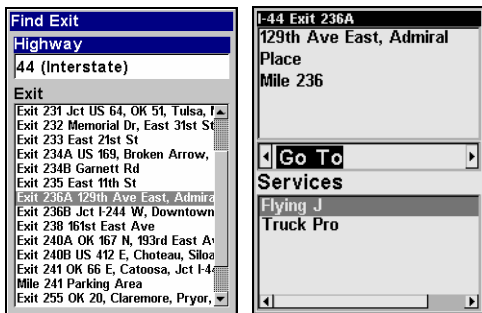 Find Exit
Highway
44 (Interstate)
Exit
Exit 231 Jct US 64, OK 51, Tulsa,
Exit 232 Memorial Dr, East 31st St
Exit 233 East 21st St
Exit 234A US 169, Broken Arrow,
Exit 234B Garnett Rd
Exit 235 East 11th St
Exit 236A 129th Ave East, Admira
Exit 236B Jct I-244 W, Downtown
Exit 238 161st East Ave
Exit 240A OK 167 N, 193rd East Av
Exit 240B US 412 E, Choteau, Siloa
Exit 241 OK 66 E, Catoosa, Jct I-44
Mile 241 Parking Area
Exit 255 OK 20, Claremore, Pryor,
I-44 Exit 236A
129th Ave East, Admiral
Place
Mile 236
Go To
Services
Flying J
Truck Pro